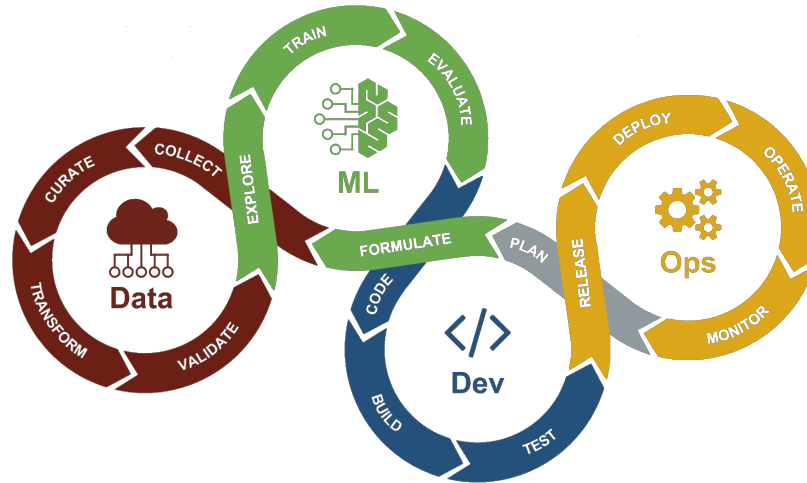 TRAIN
EVALUATE
ML
EXPLORE
COLLECT
CURATE
TRANSFORM
VALIDATE
Data
FORMULATE
PLAN
CODE
BUILD
TEST
Dev
RELEASE
DEPLOY
OPERATE
MONITOR
Ops